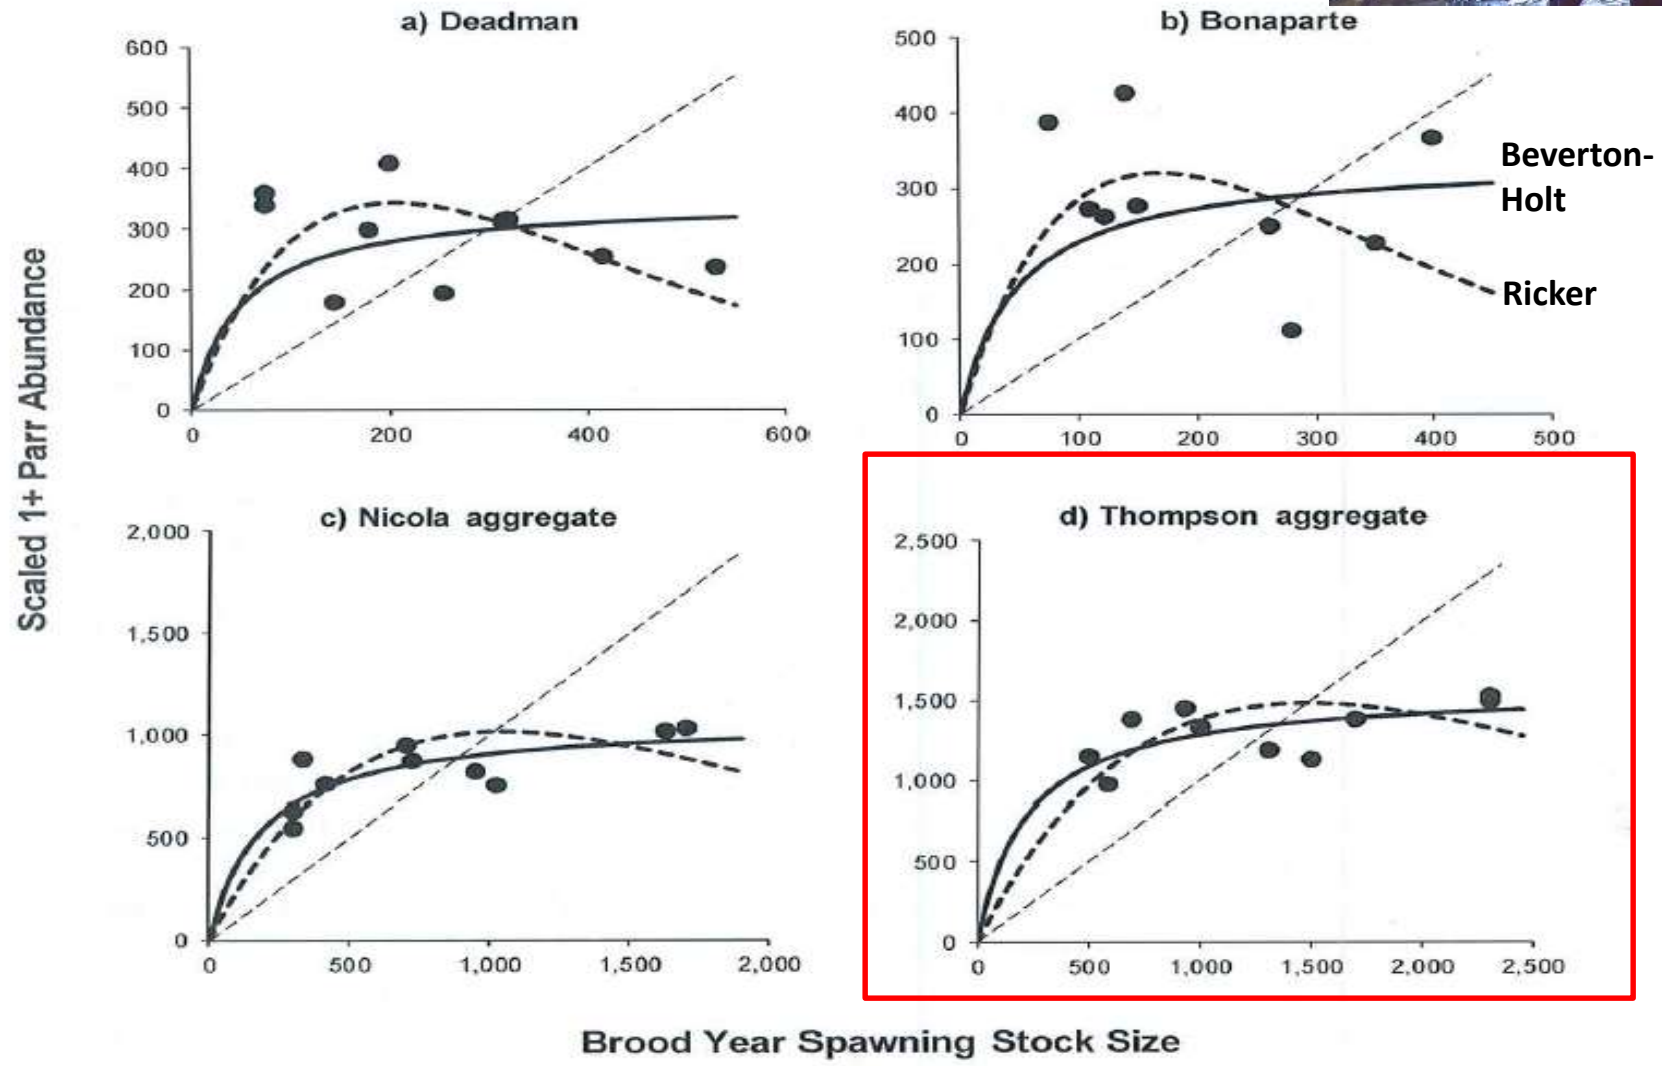 a) Deadman
600
500
400
300
200
100
0
0 200 400 600
b) Bonaparte
500
400
300
200
100
0
0 100 200 300 400 500
Beverton-
Holt
Ricker
Scaled 1+ Parr Abundance
c) Nicola aggregate
2,000
1,500
1,000
500
0
0 500 1,000 1,500 2,000
d) Thompson aggregate
2,500
2,000
1,500
1,000
500
0
0 500 1,000 1,500 2,000 2,500
Brood Year Spawning Stock Size